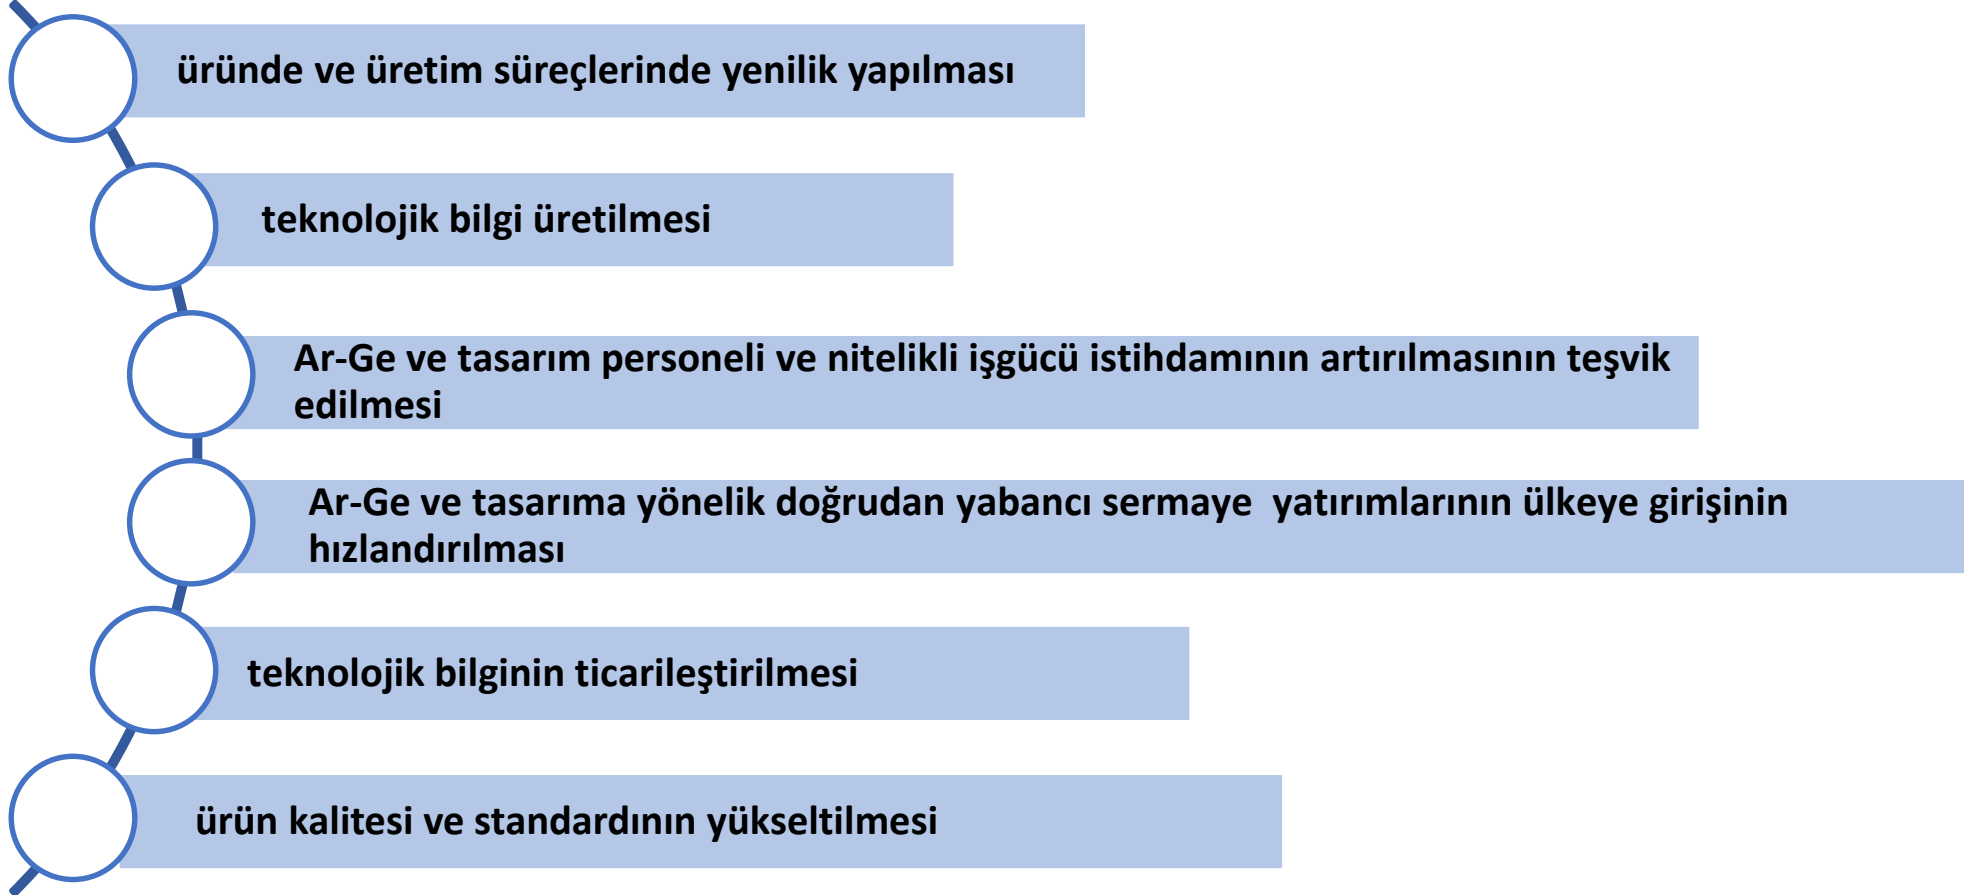 üründe ve üretim süreçlerinde yenilik yapılması
teknolojik bilgi üretilmesi
Ar-Ge ve tasarım personeli ve nitelikli işgücü istihdamının artırılmasının teşvik
edilmesi
Ar-Ge ve tasarıma yönelik doğrudan yabancı sermaye  yatırımlarının ülkeye girişinin
hızlandırılması
teknolojik bilginin ticarileştirilmesi
ürün kalitesi ve standardının yükseltilmesi